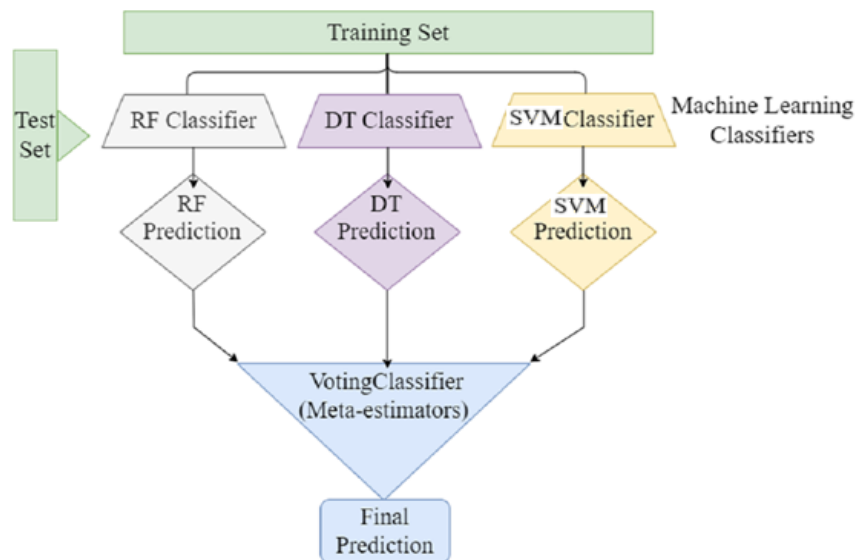 Training Set
Test
Set
RF Classifier
DT Classifier
SVM Classifier
Machine Learning
Classifiers
RF
Prediction
DT
Prediction
SVM
Prediction
VotingClassifier
(Meta-estimators)
Final
Prediction